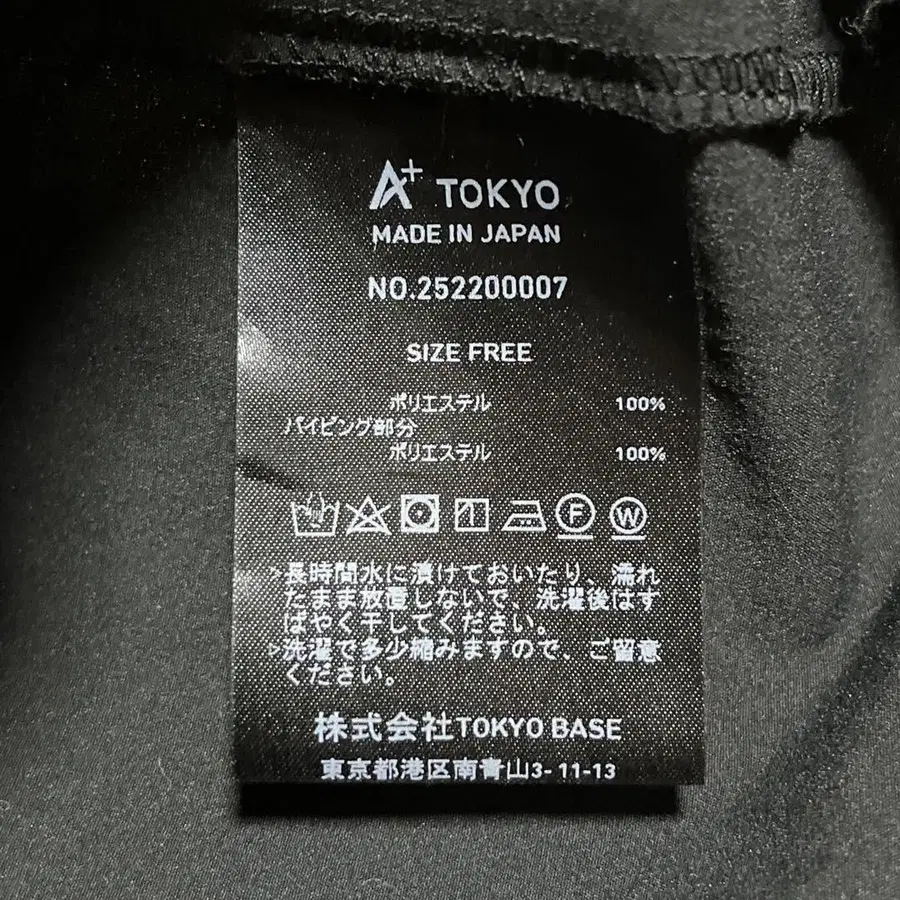 A+ TOKYO
MADE IN JAPAN
NO.252200007
SIZE FREE
ポリエステル 100%
パイピング部分
ポリエステル 100%
F W
>長時間水に漬けておいたり、濡れ
たまま放置しないで、洗濯後はす
ばやく干してください。
>洗濯で多少縮みますので、ご留意
ください。
株式会社TOKYO BASE
東京都港区南青山3-11-13